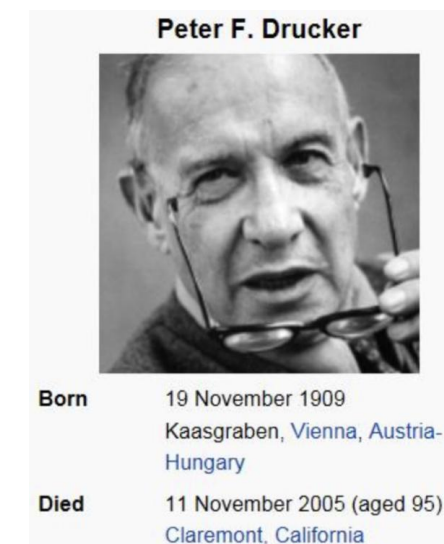 Peter F. Drucker
Born 19 November 1909
Kaasgraben, Vienna, Austria-
Hungary
Died 11 November 2005 (aged 95)
Claremont, California